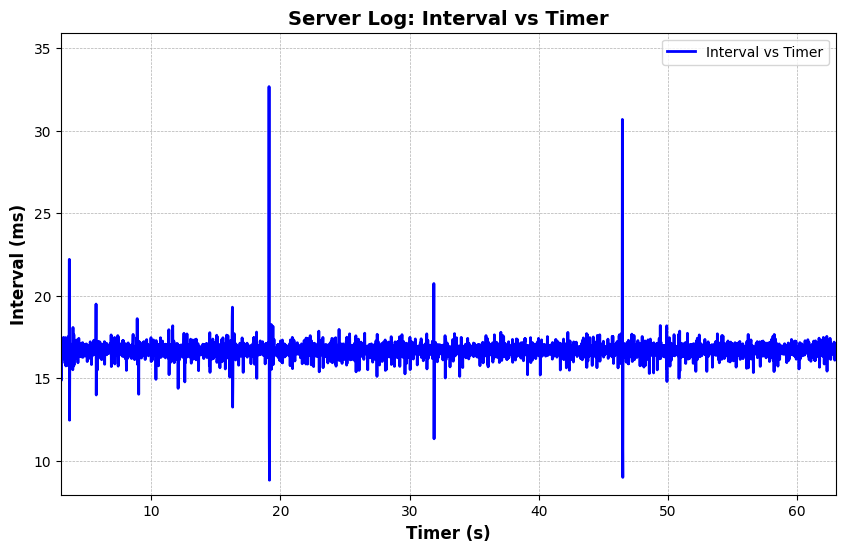 Server Log: Interval vs Timer
Interval vs Timer
35
30
25
20
15
10
Interval (ms)
10 20 30 40 50 60
Timer (s)